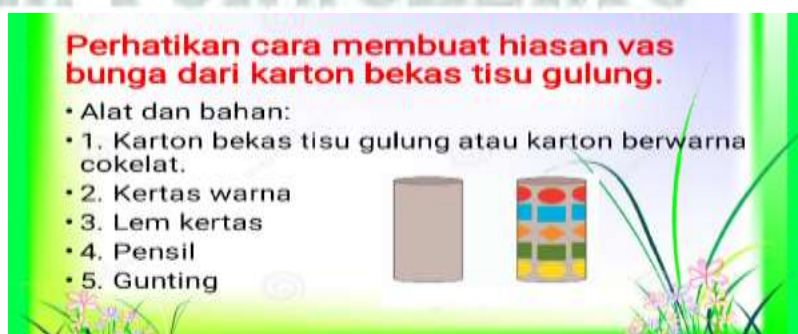 Perhatikan cara membuat hiasan vas
bunga dari karton bekas tisu gulung.
• Alat dan bahan:
• 1. Karton bekas tisu gulung atau karton berwarna
cokelat.
• 2. Kertas warna
• 3. Lem kertas
• 4. Pensil
• 5. Gunting